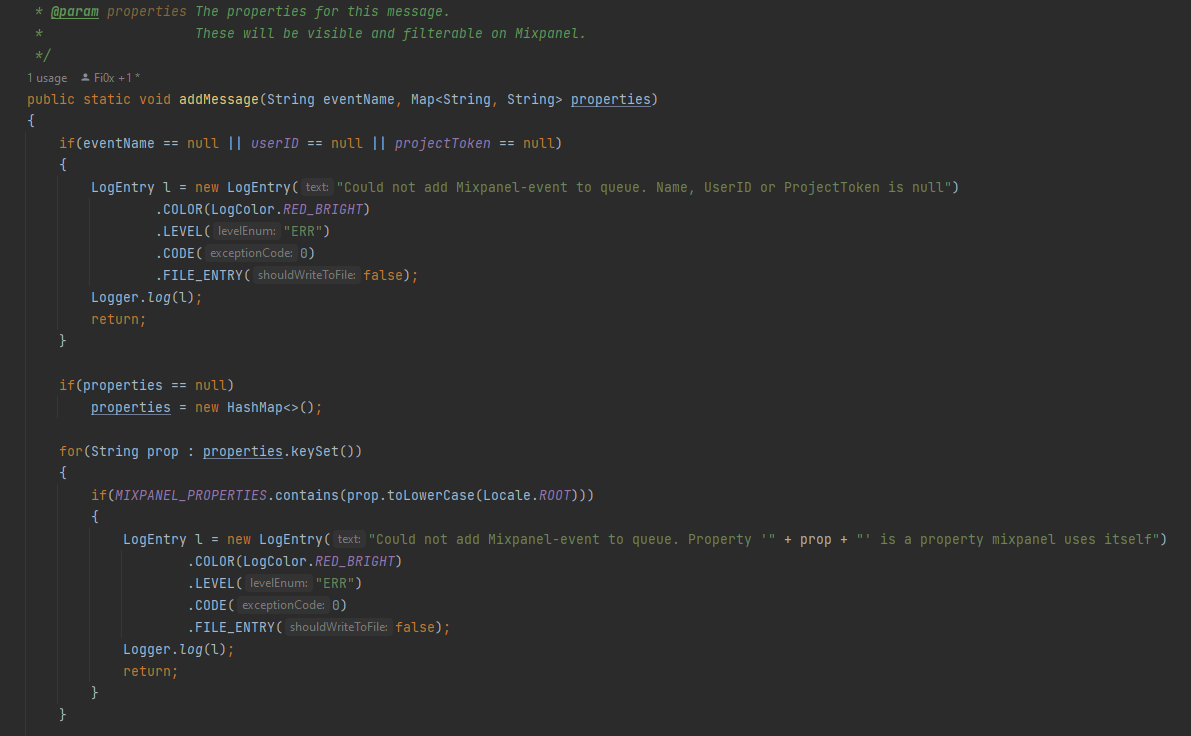 * @param properties The properties for this message.
*                   These will be visible and filterable on Mixpanel.
*/
1 usage Fi0x +1 *
public static void addMessage(String eventName, Map<String, String> properties)
{
    if(eventName == null || userID == null || projectToken == null)
    {
        LogEntry l = new LogEntry( text: "Could not add Mixpanel-event to queue. Name, UserID or ProjectToken is null")
                .COLOR(LogColor.RED_BRIGHT)
                .LEVEL( levelEnum: "ERR")
                .CODE( exceptionCode: 0)
                .FILE_ENTRY( shouldWriteToFile: false);
        Logger.log(l);
        return;
    }
    if(properties == null)
        properties = new HashMap<>();
    for(String prop : properties.keySet())
    {
        if(MIXPANEL_PROPERTIES.contains(prop.toLowerCase(Locale.ROOT)))
        {
            LogEntry l = new LogEntry( text: "Could not add Mixpanel-event to queue. Property '" + prop + "' is a property mixpanel uses itself")
                    .COLOR(LogColor.RED_BRIGHT)
                    .LEVEL( levelEnum: "ERR")
                    .CODE( exceptionCode: 0)
                    .FILE_ENTRY( shouldWriteToFile: false);
            Logger.log(l);
            return;
        }
    }